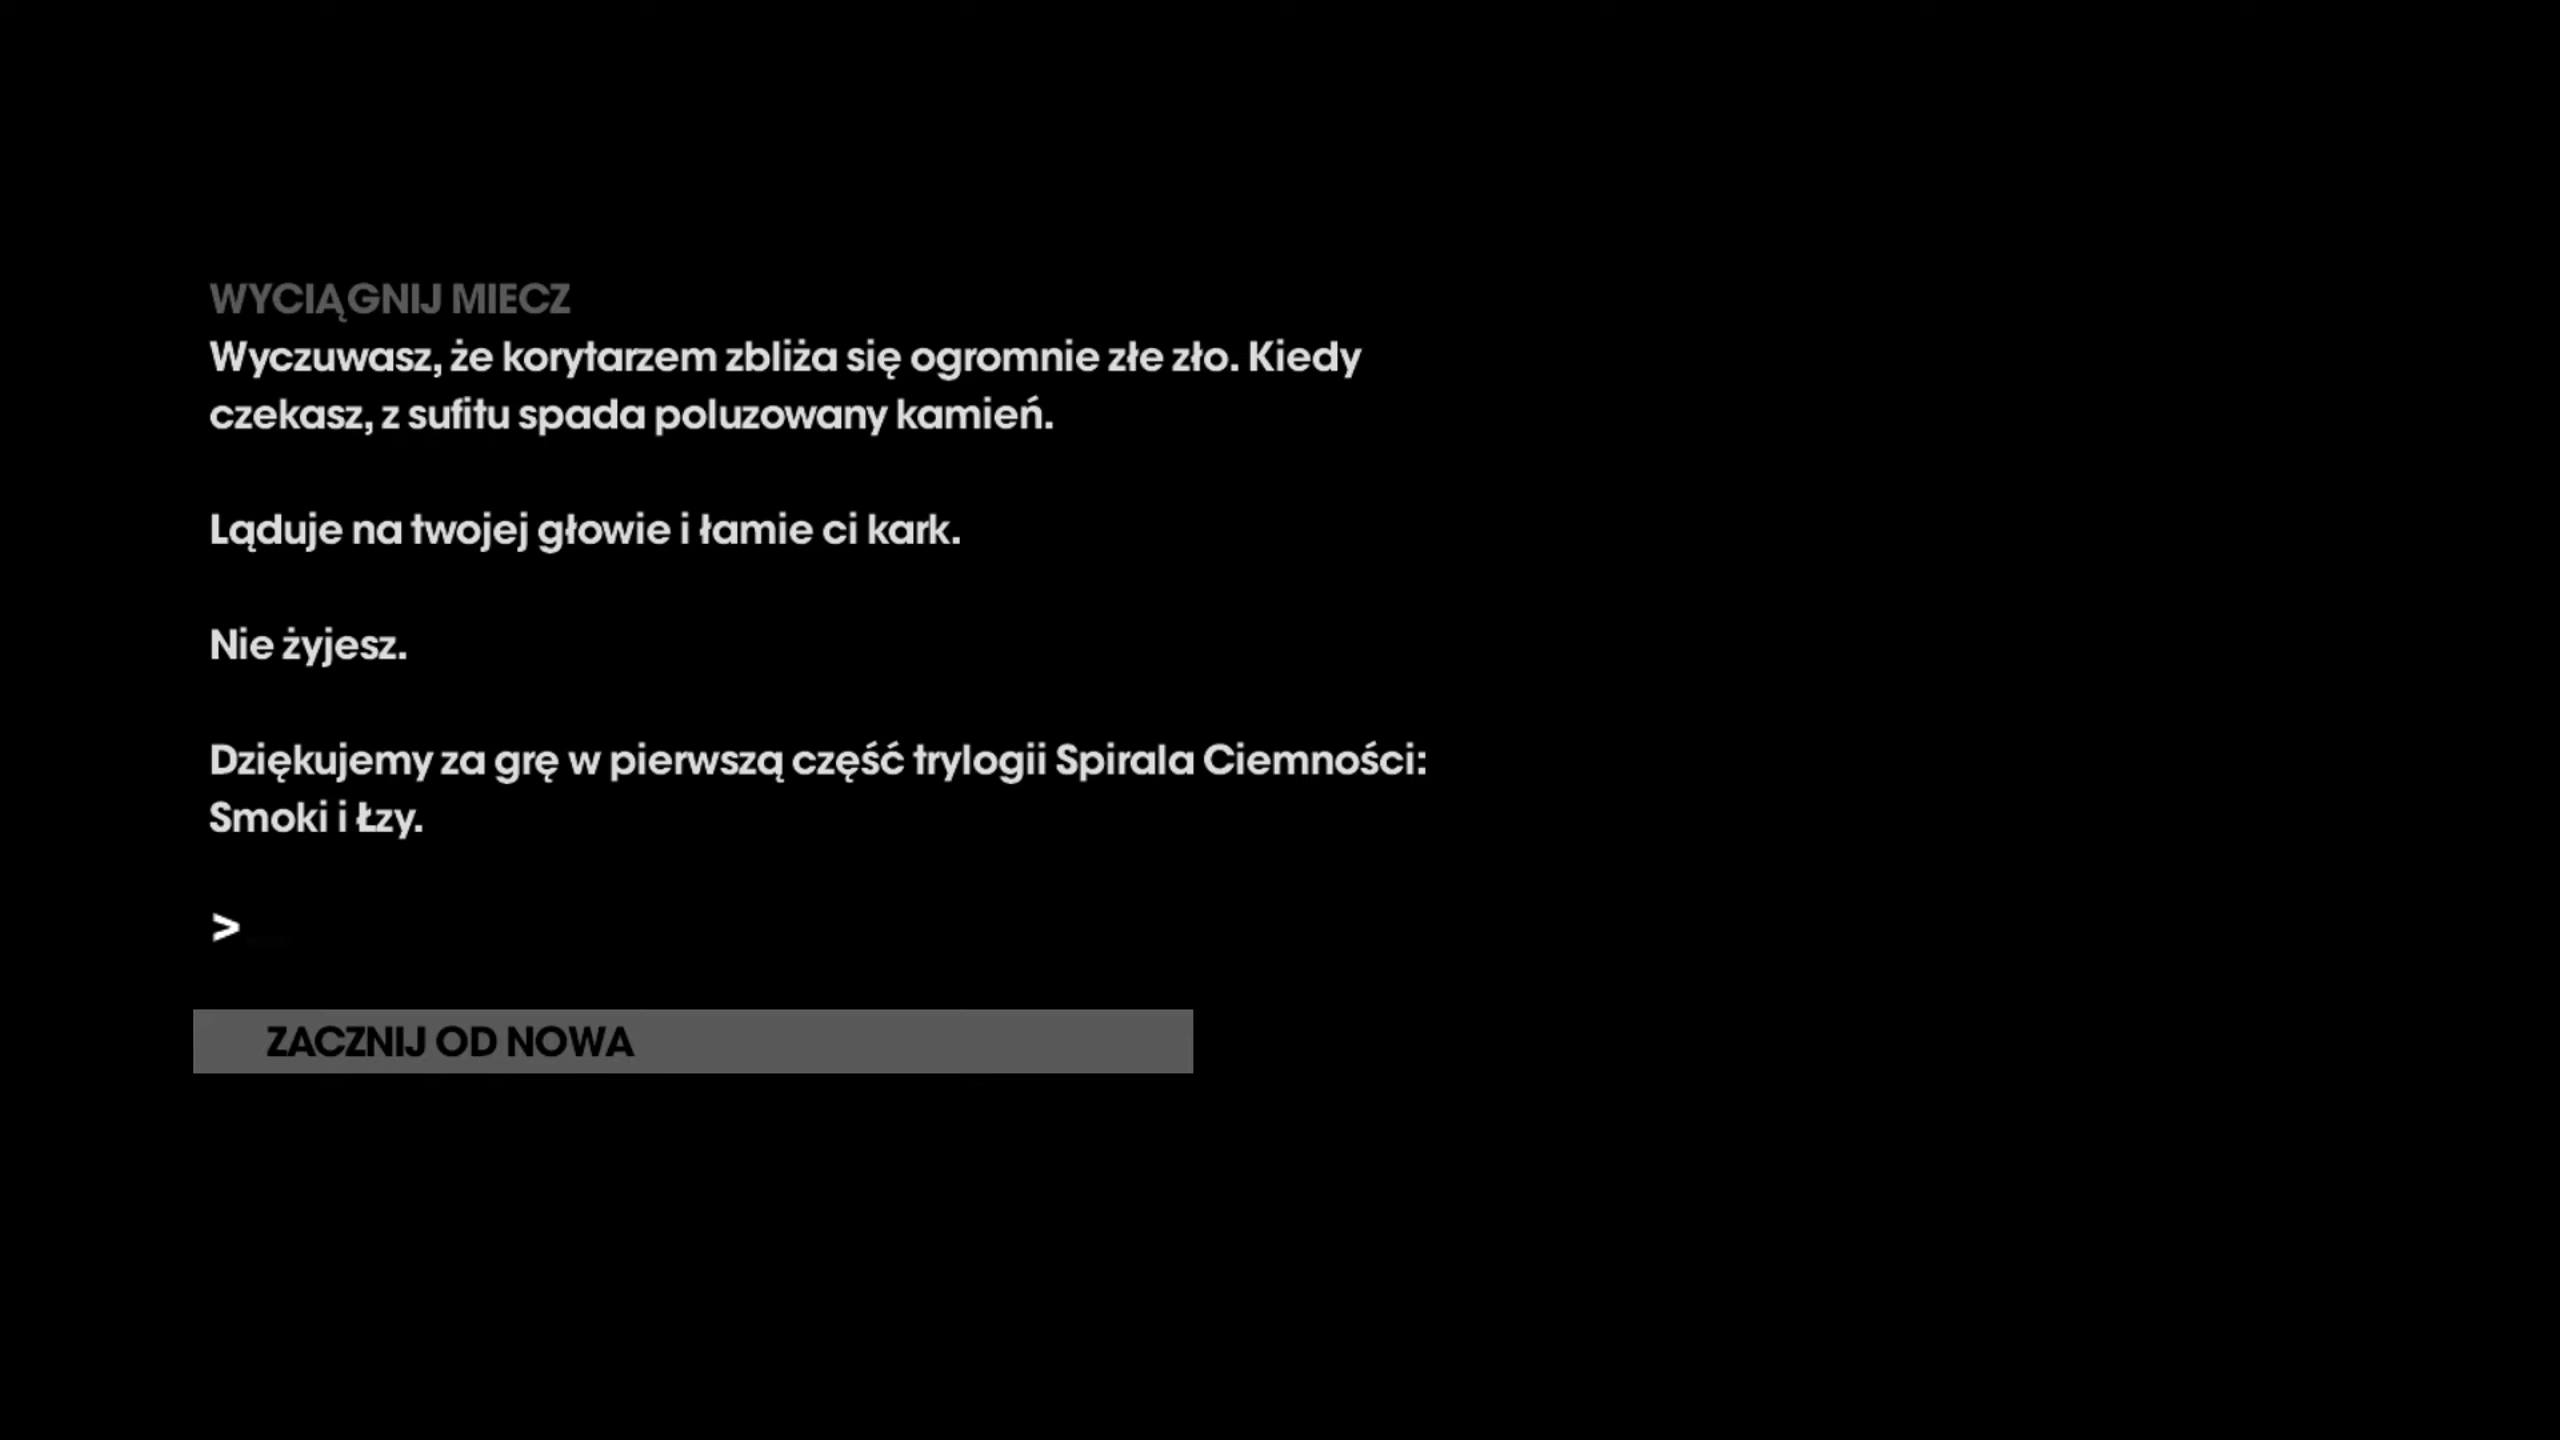 WYCIĄGNIJ MIECZ
Wyczuwasz, że korytarzem zbliża się ogromnie złe zło. Kiedy
czekasz, z sufitu spada poluzowany kamień.
Ląduje na twojej głowie i łamie ci kark.
Nie żyjesz.
Dziękujemy za grę w pierwszą część trylogii Spirala Ciemności:
Smoki i Łzy.
>
ZACZNIJ OD NOWA